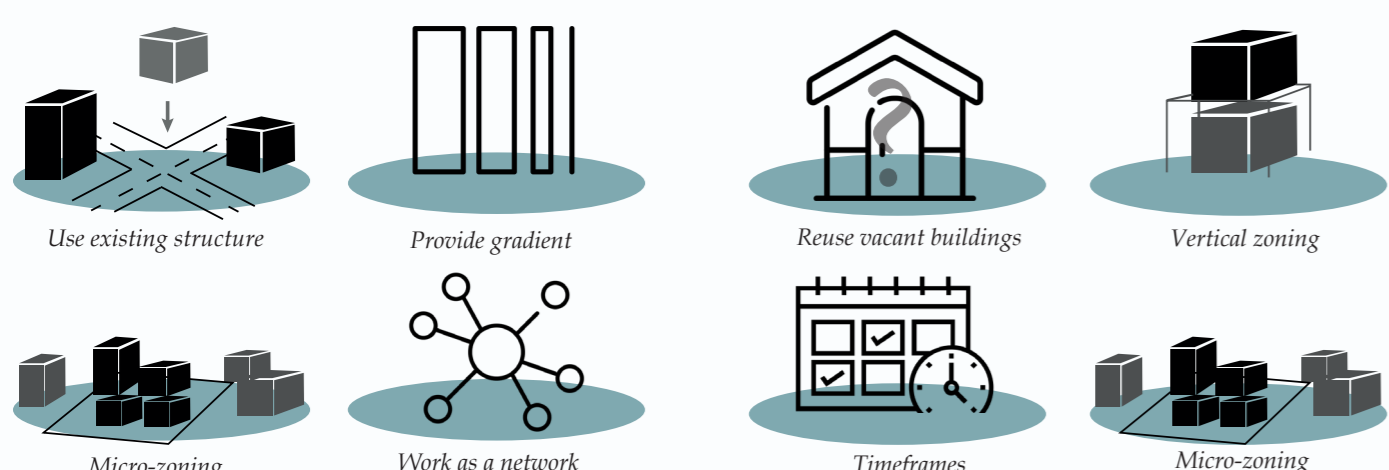 Use existing structure
Provide gradient
Reuse vacant buildings
Vertical zoning
Micro-zoning
Work as a network
Timeframes
Micro-zoning